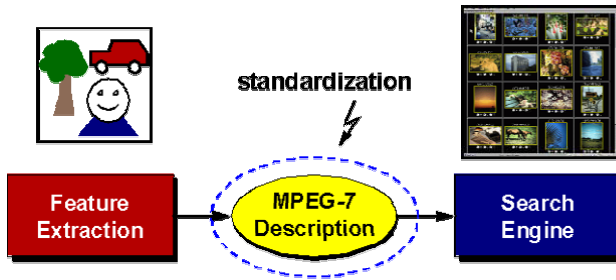 standardization
Feature
Extraction
MPEG-7
Description
Search
Engine